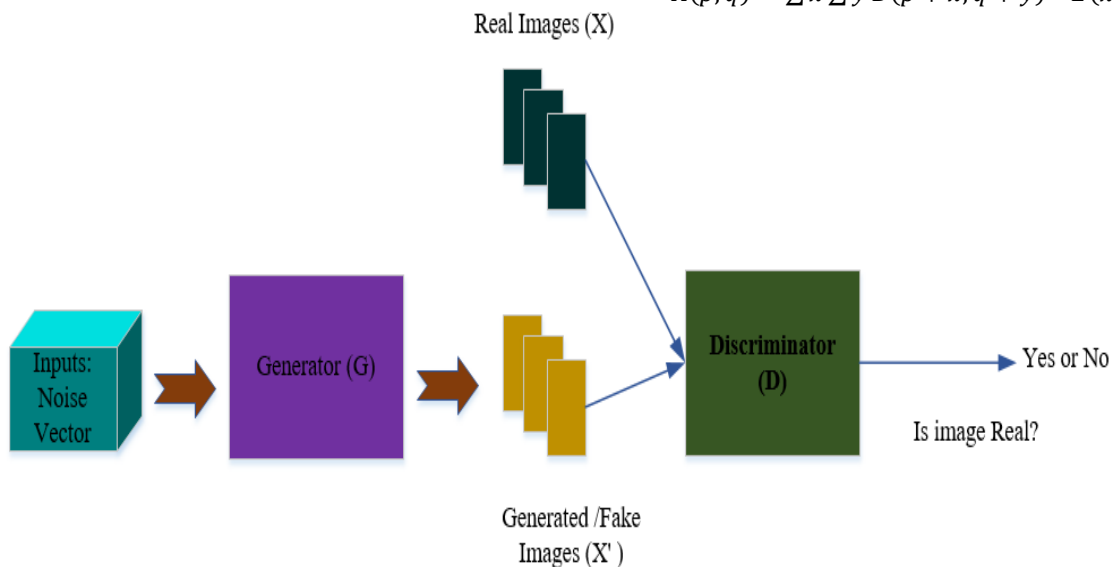 Real Images (X)
Inputs:
Noise
Vector
Generator (G)
Discriminator
(D)
Yes or No
Is image Real?
Generated /Fake
Images (X' )